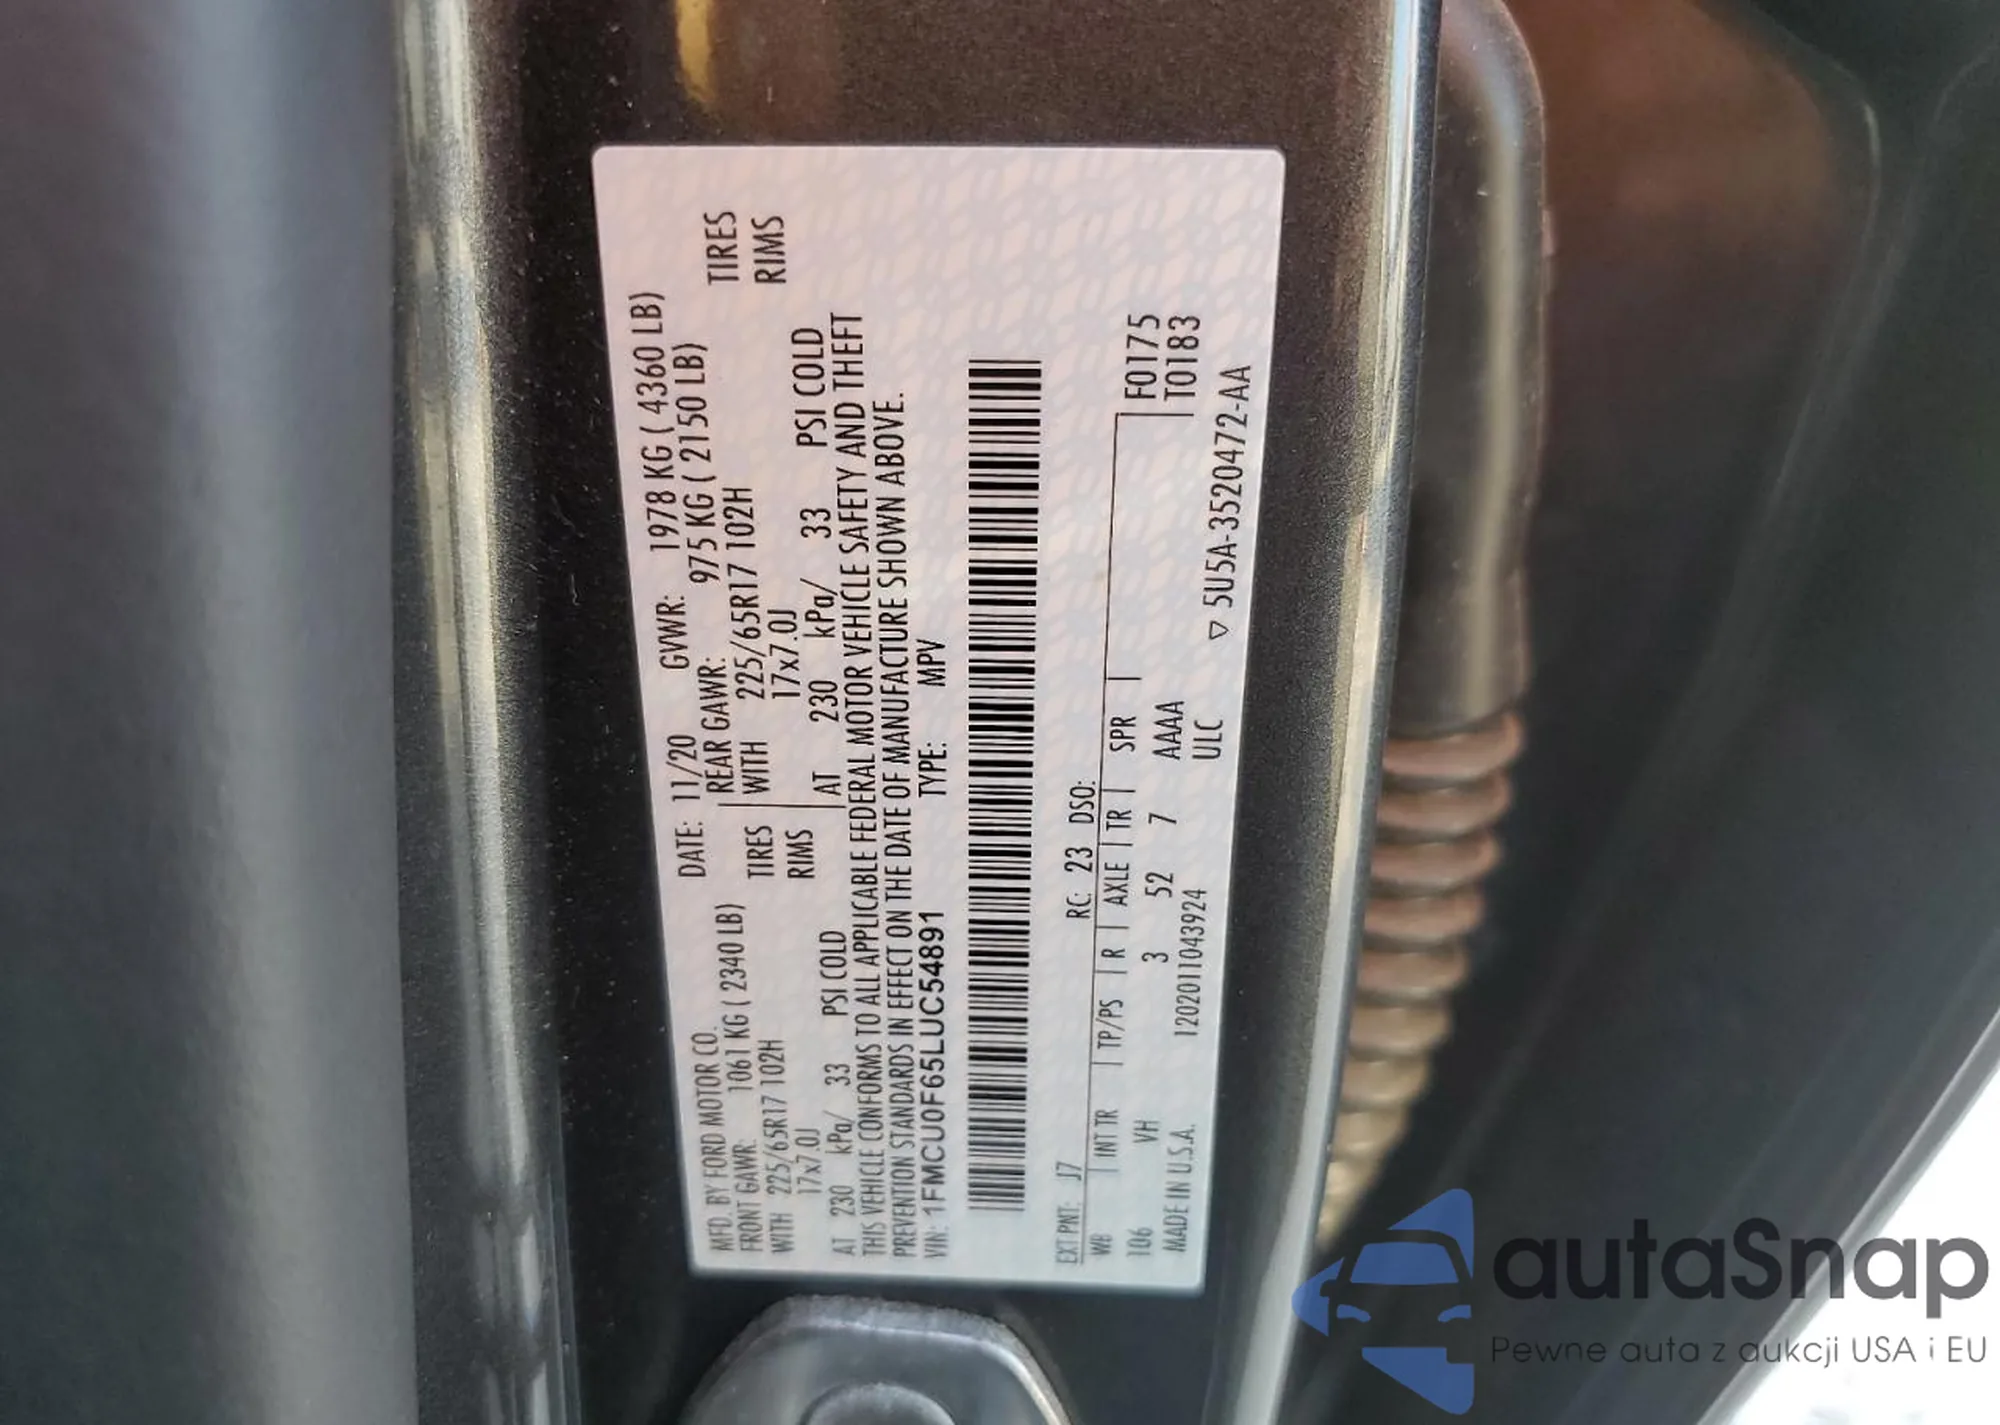 MFD. BY FORD MOTOR CO.
DATE: 11/20 GVWR: 1978 KG ( 4360 LB)
FRONT GAWR: 1061 KG ( 2340 LB) REAR GAWR: 975 KG ( 2150 LB)
WITH 225/65R17 102H TIRES WITH 225/65R17 102H TIRES
17x7.0J RIMS 17x7.0J RIMS
AT 230 kPa/ 33 PSI COLD AT 230 kPa/ 33 PSI COLD
THIS VEHICLE CONFORMS TO ALL APPLICABLE FEDERAL MOTOR VEHICLE SAFETY AND THEFT
PREVENTION STANDARDS IN EFFECT ON THE DATE OF MANUFACTURE SHOWN ABOVE.
VIN: 1FMCU0F65LUC54891 TYPE: MPV
EXT PNT: J7 RC: 23 DSO:
WB | INT TR | TP/PS | R | AXLE | TR | SPR | F0175
106 VH 3 52 7 AAAA T0183
MADE IN U.S.A. 1202011043924 ULC
▽ 5U5A-3520472-AA
autaSnap
Pewne auta z aukcji USA i EU